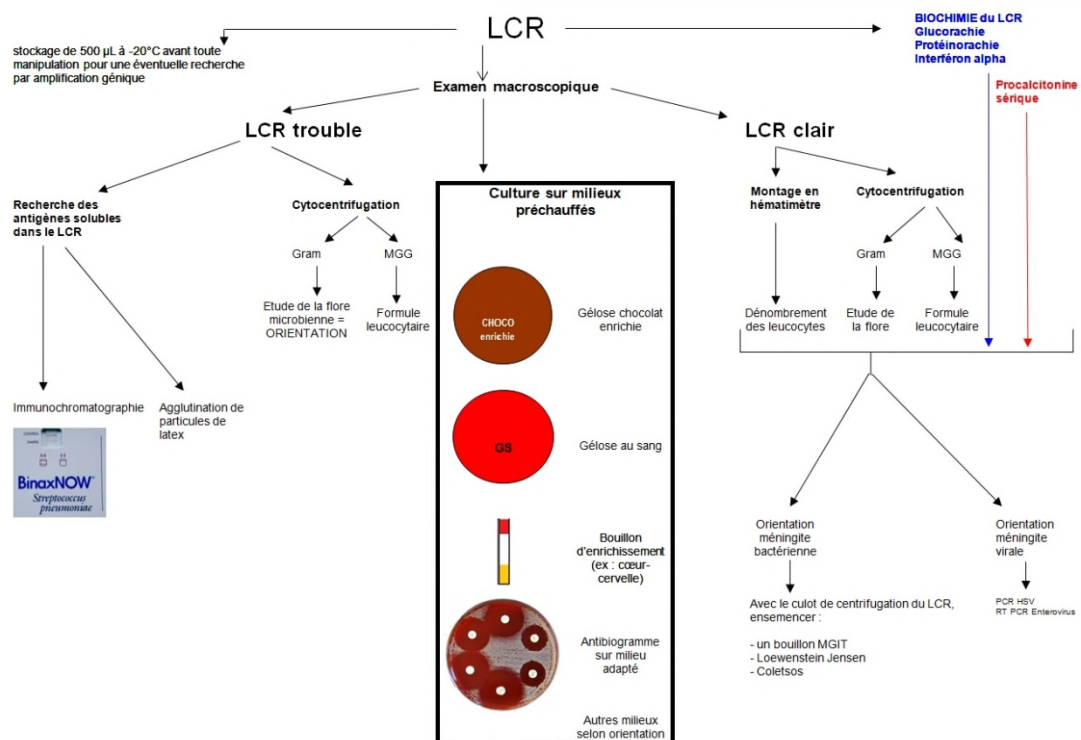 LCR
stockage de 500 µL à -20°C avant toute
manipulation pour une éventuelle recherche
par amplification génique
BIOCHIMIE du LCR
Glucorachie
Protéinorachie
Interféron alpha
Procalcitonine
sérique
Examen macroscopique
LCR trouble
LCR clair
Recherche des
antigènes solubles
dans le LCR
Cytocentrifugation
Gram
MGG
Etude de la flore
microbienne =
ORIENTATION
Formule
leucocytaire
Immunochromatographie
Agglutination de
particules de
latex
BinaxNOW
Streptococcus
pneumoniae
Culture sur milieux
préchauffés
CHOCO
enrichie
Gélose chocolat
enrichie
GS
Gélose au sang
Bouillon
d'enrichissement
(ex : cœur-
cervelle)
Antibiogramme
sur milieu
adapté
Autres milieux
selon orientation
Montage en
hématimètre
Cytocentrifugation
Gram
MGG
Dénombrement
des leucocytes
Etude de
la flore
Formule
leucocytaire
Orientation
méningite
bactérienne
Orientation
méningite
virale
Avec le culot de centrifugation du LCR,
ensemencer :
- un bouillon MGIT
- Loewenstein Jensen
- Coletsos
PCR HSV
RT PCR Enterovirus